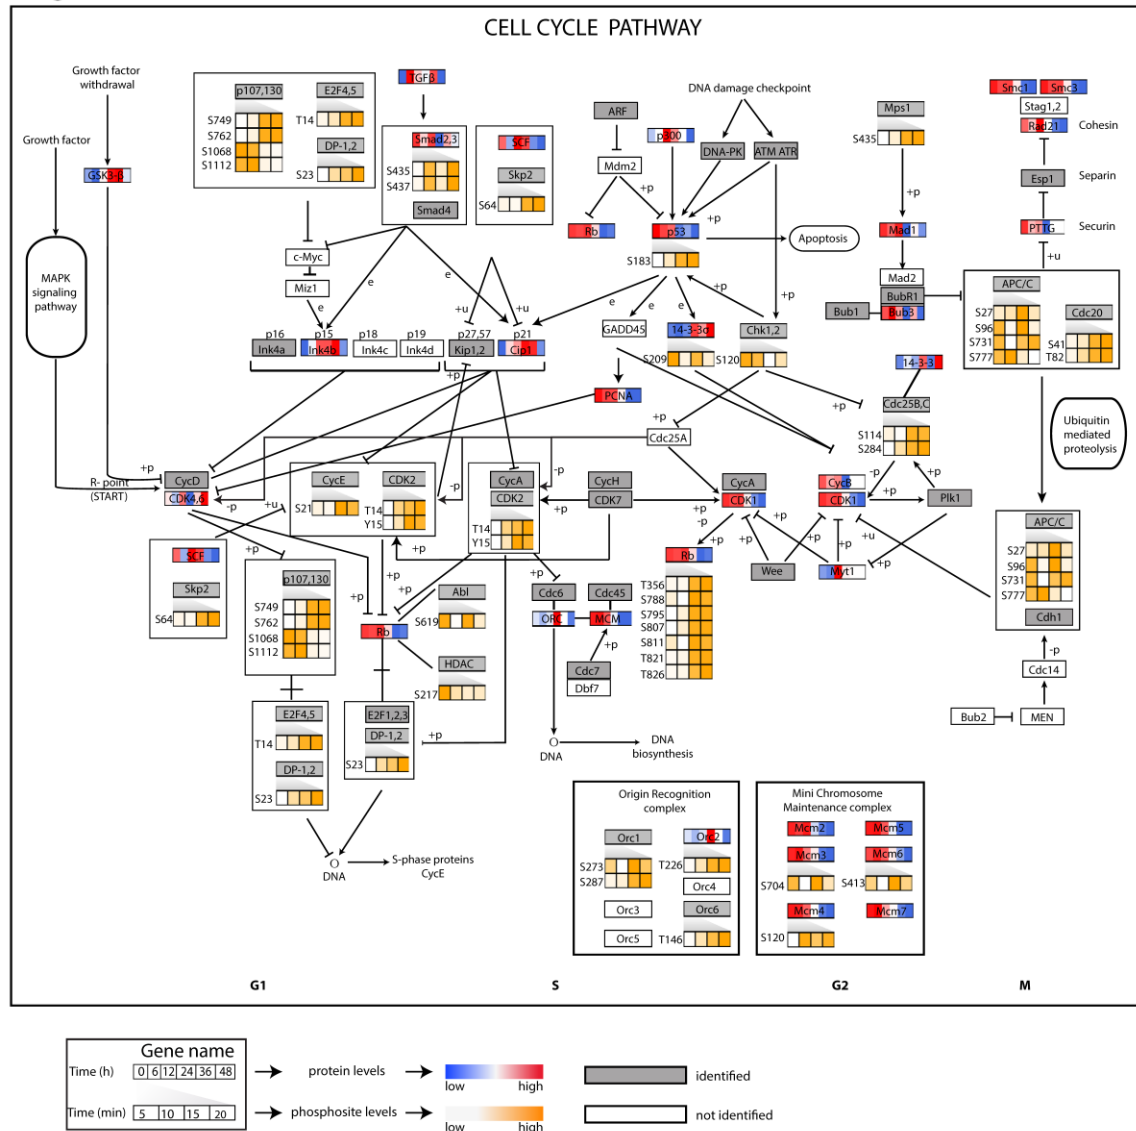 CELL CYCLE PATHWAY
Growth factor
withdrawal
Growth factor
GSK3-β
MAPK
signaling
pathway
R- point
(START)
p107,130
S749
S762
S1068
S1112
E2F4,5
T14
DP-1,2
S23
TGFβ
Smad2,3
S435
S437
Smad4
SCF
Skp2
S64
c-Myc
Miz1
e
e
+u
+u
p16
Ink4a
p15
Ink4b
p18
Ink4c
p19
Ink4d
p27,57
Kip1,2
p21
Cip1
+p
ARF
Mdm2
Rb
p300
+p
DNA damage checkpoint
DNA-PK
ATM ATR
p53
+p
S183
Apoptosis
e
e
+p
+p
GADD45
14-3-3σ
S209
Chk1,2
S120
PCNA
+p
+p
Cdc25A
Mps1
S435
+p
Mad1
Mad2
BubR1
Bub1
Bub3
14-3-3
Cdc25B,C
S114
S284
Smc1
Smc3
Stag1,2
Rad21
Cohesin
Esp1
Separin
PTTG
Securin
+u
APC/C
S27
S96
S731
S777
Cdc20
S41
T82
Ubiquitin
mediated
proteolysis
+p
CycD
CDK4,6
-p
+u
+p
SCF
Skp2
S64
CycE
S21
CDK2
T14
Y15
-p
+p
+p
+p
CycA
CDK2
T14
Y15
-p
+p
+p
CycH
CDK7
CycA
CDK1
+p
+p
-p
CycB
CDK1
-p
+p
+p
Plk1
+p
+p
+p
Wee
Myt1
p107,130
S749
S762
S1068
S1112
+p
Rb
Abl
S619
HDAC
S217
Cdc6
ORC
Cdc45
MCM
+p
Cdc7
Dbf7
Rb
T356
S788
S795
S807
S811
T821
T826
APC/C
S27
S96
S731
S777
Cdh1
-p
Cdc14
Bub2
MEN
E2F4,5
T14
DP-1,2
S23
E2F1,2,3
DP-1,2
S23
+p
O
DNA
DNA
biosynthesis
O
DNA
S-phase proteins
CycE
Origin Recognition
complex
Orc1
S273
S287
Orc2
T226
Orc4
Orc3
Orc6
Orc5
T146
Mini Chromosome
Maintenance complex
Mcm2
Mcm5
Mcm3
Mcm6
S704
S413
Mcm4
Mcm7
S120
G1
S
G2
M
Gene name
Time (h)
0 6 12 24 36 48
protein levels
low
high
identified
Time (min)
5 10 15 20
phosphosite levels
low
high
not identified